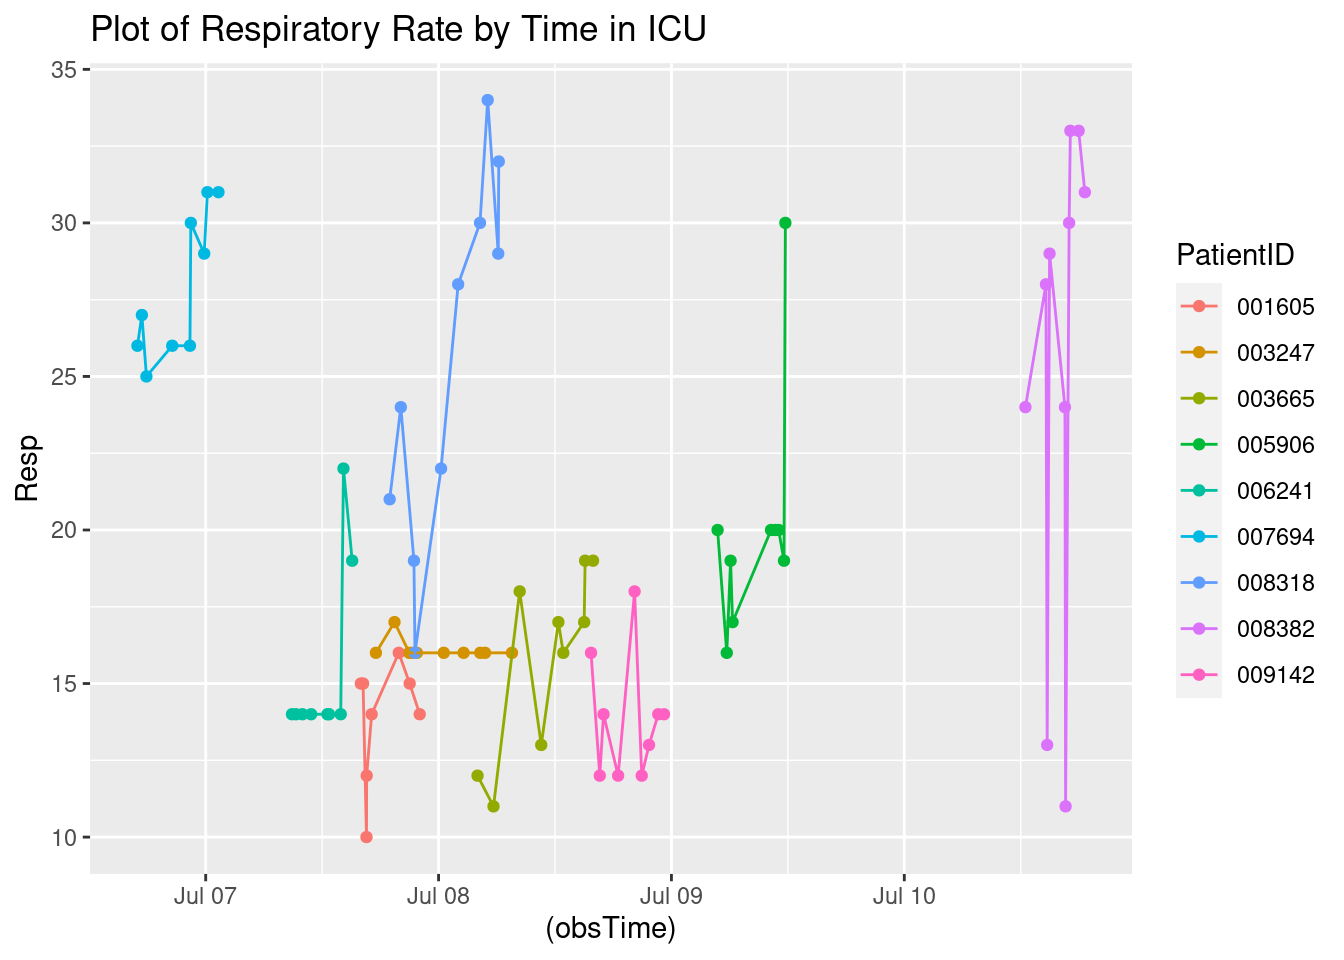 Plot of Respiratory Rate by Time in ICU
35
30
25
20
15
10
Resp
Jul 07
Jul 08
Jul 09
Jul 10
(obsTime)
PatientID
001605
003247
003665
005906
006241
007694
008318
008382
009142